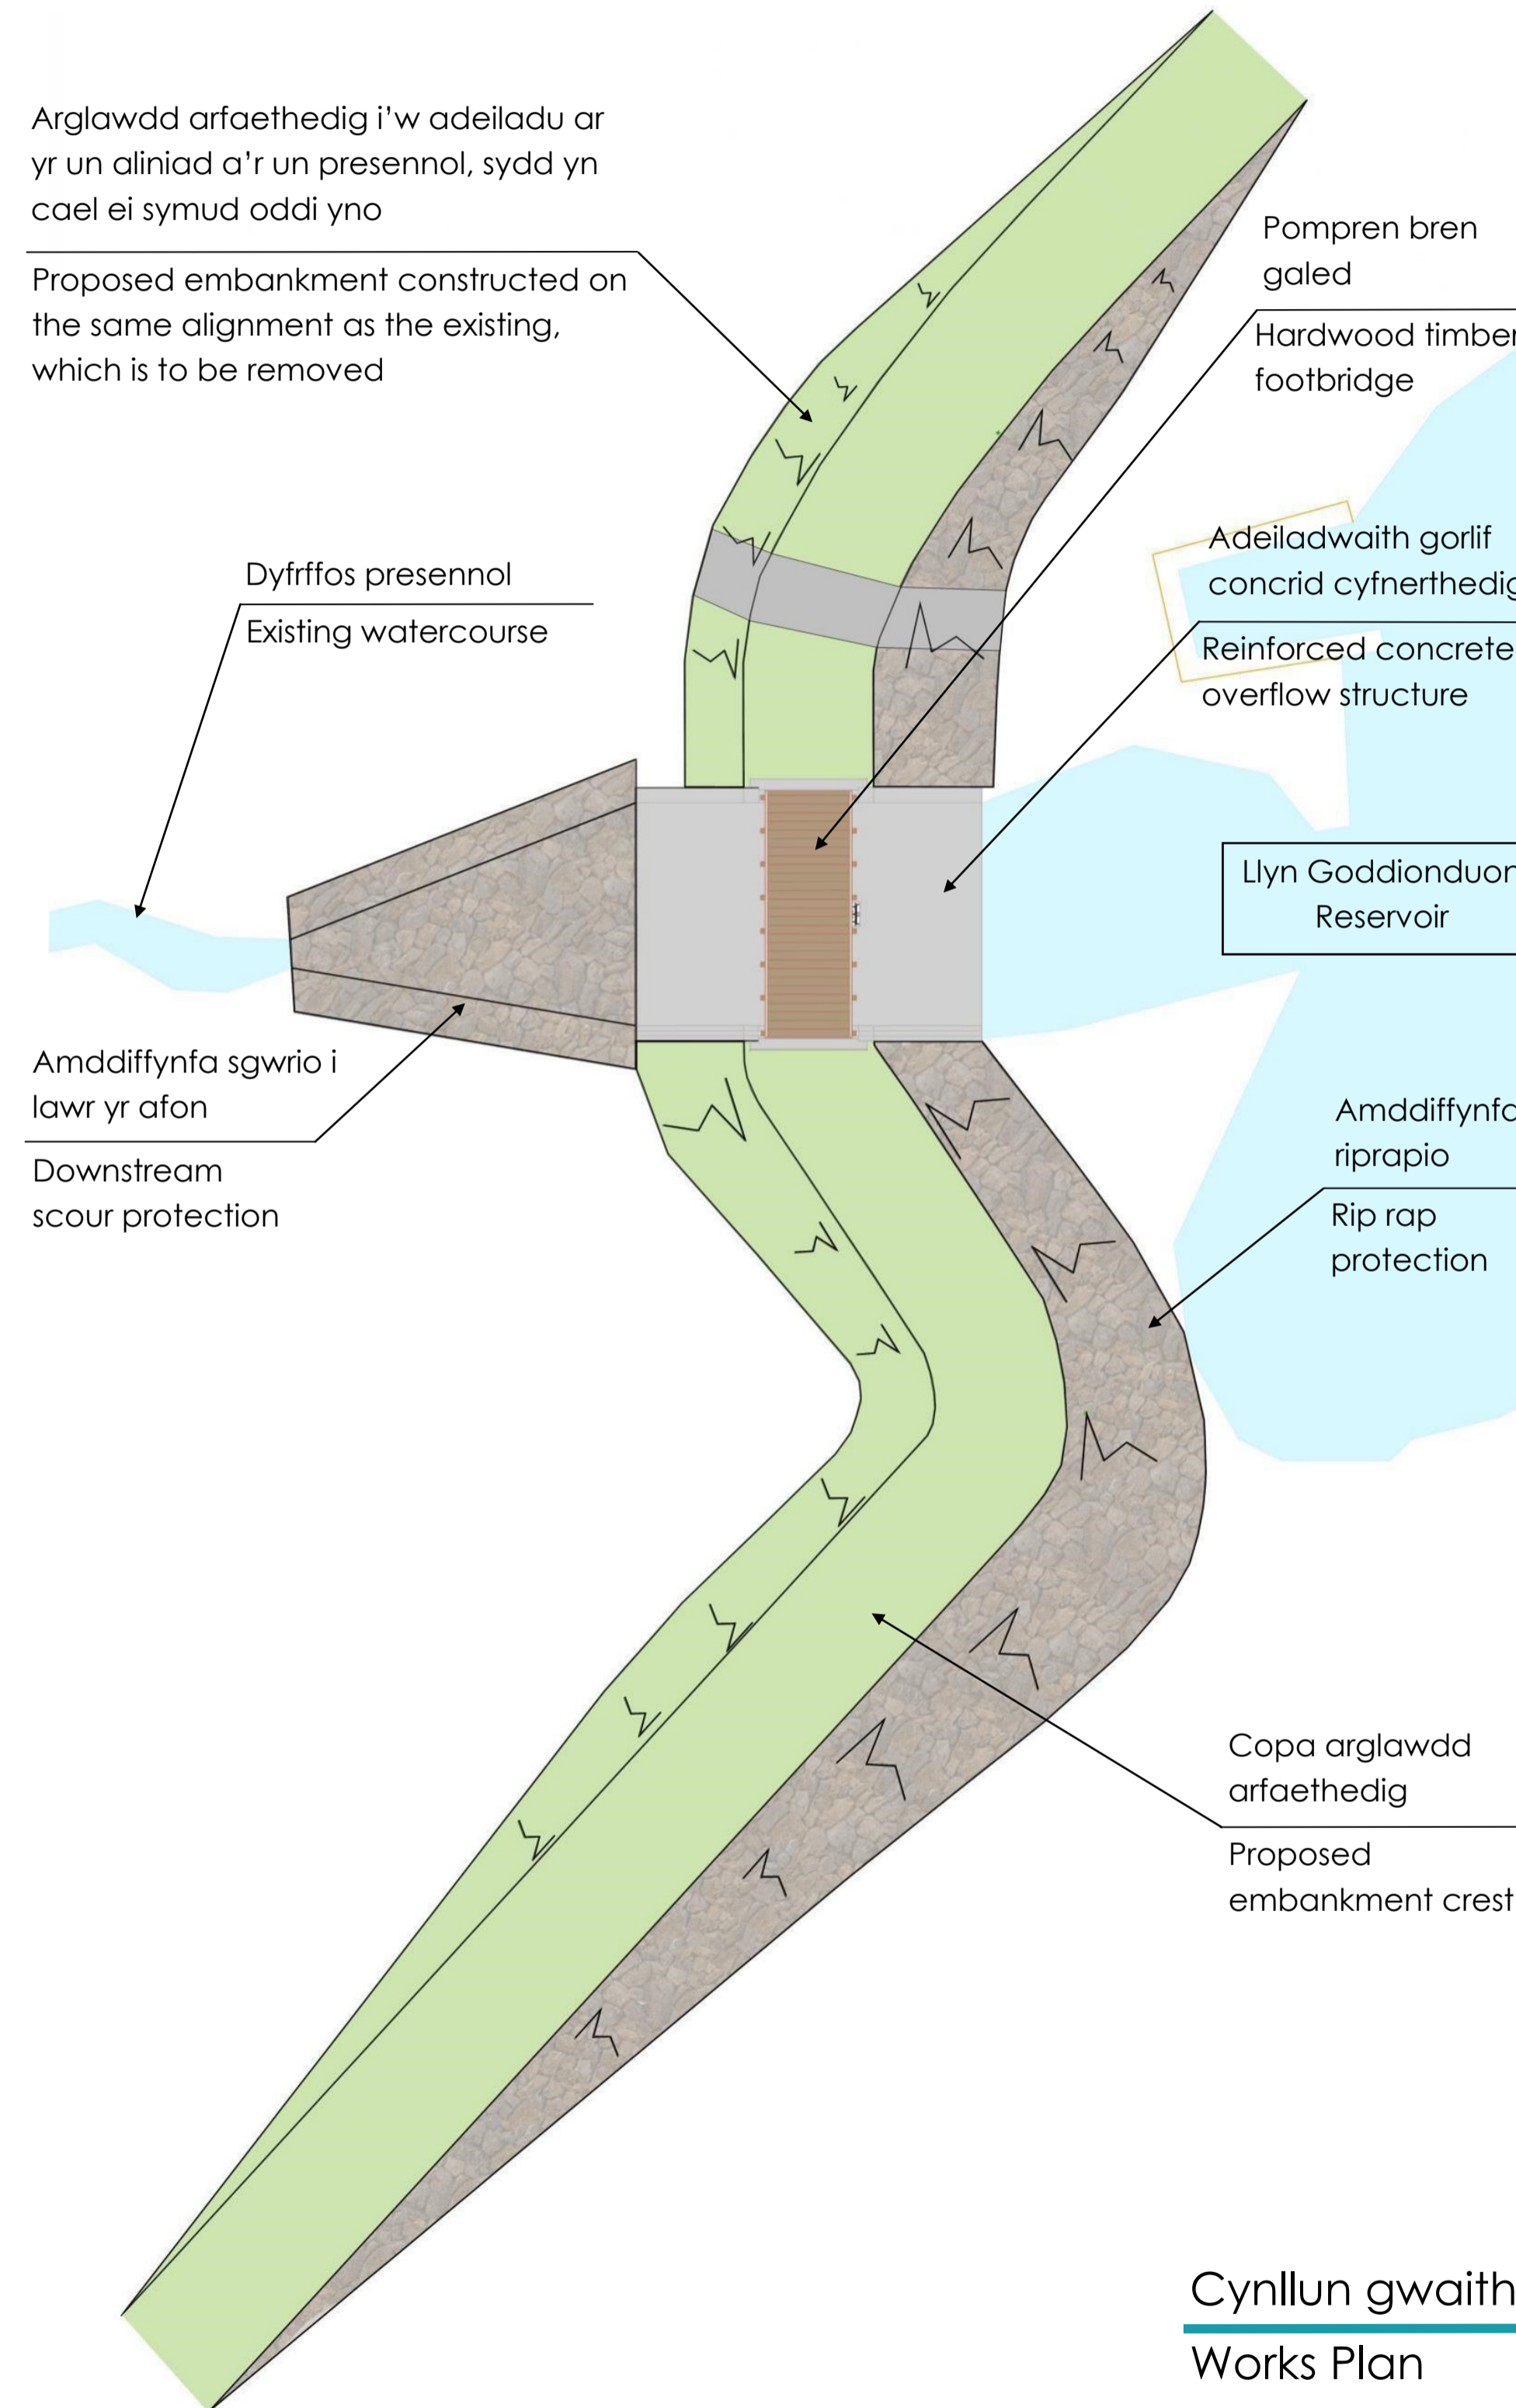 Arglawdd arfaethedig i'w adeiladu ar
yr un aliniad a'r un presennol, sydd yn
cael ei symud oddi yno
Proposed embankment constructed on
the same alignment as the existing,
which is to be removed
Pompren bren
galed
Hardwood timber
footbridge
Dyfrffos presennol
Existing watercourse
Adeiladwaith gorlif
concrid cyfnerthedig
Reinforced concrete
overflow structure
Llyn Goddionduon
Reservoir
Amddiffynfa sgwrio i
lawr yr afon
Downstream
scour protection
Amddiffynfa
riprapio
Rip rap
protection
Copa arglawdd
arfaethedig
Proposed
embankment crest
Cynllun gwaith
Works Plan